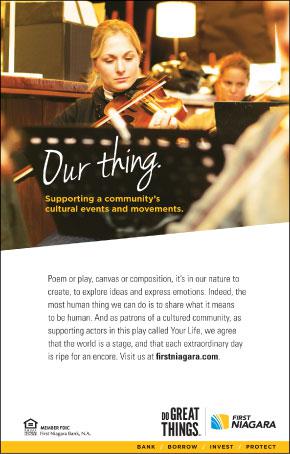 Our thing.
Supporting a community's
cultural events and movements.
Poem or play, canvas or composition, it's in our nature to
create, to explore ideas and express emotions. Indeed, the
most human thing we can do is to share what it means
to be human. And as patrons of a cultured community, as
supporting actors in this play called Your Life, we agree
that the world is a stage, and that each extraordinary day
is ripe for an encore. Visit us at firstniagara.com.
MEMBER FDIC
First Niagara Bank, N.A.
DO GREAT
THINGS.
FIRST
NIAGARA
BANK / BORROW / INVEST / PROTECT